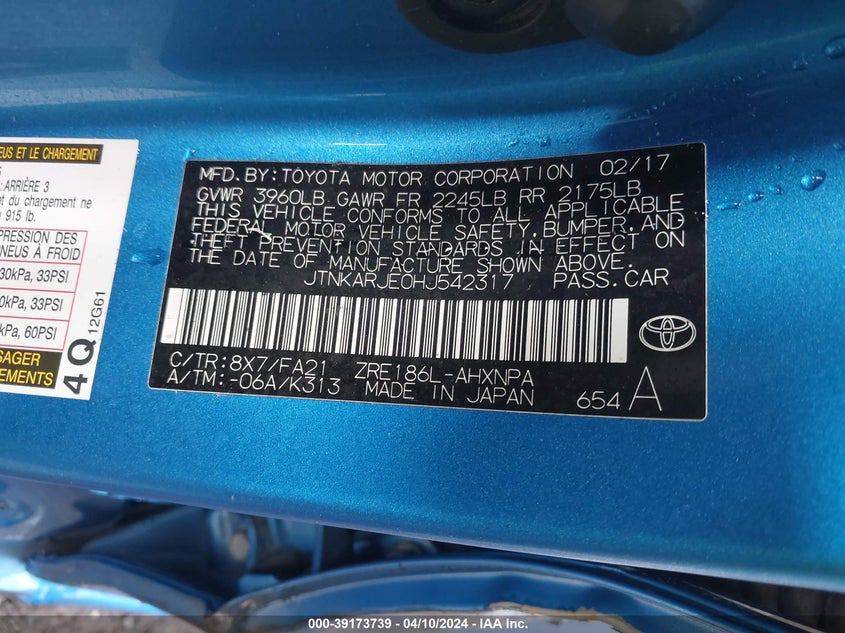 EUS ET LE CHARGEMENT
: ARRIÈRE 3
t du chargement ne
915 lb.
PRESSION DES
NEUS À FROID
30kPa, 33PSI
0kPa, 33PSI
kPa, 60PSI
SAGER
NEMENTS
4Q 12G61
MFD. BY: TOYOTA MOTOR CORPORATION 02/17
GVWR 3960LB GAWR FR 2245LB RR 2175LB
THIS VEHICLE CONFORMS TO ALL APPLICABLE
FEDERAL MOTOR VEHICLE SAFETY, BUMPER, AND
THEFT PREVENTION STANDARDS IN EFFECT ON
THE DATE OF MANUFACTURE SHOWN ABOVE.
JTNKARJE0HJ542317 PASS.CAR
C/TR:8X7/FA21 ZRE186L-AHXNPA
A/TM:-06A/K313 MADE IN JAPAN 654 A
000-39173739 - 04/10/2024 - IAA Inc.